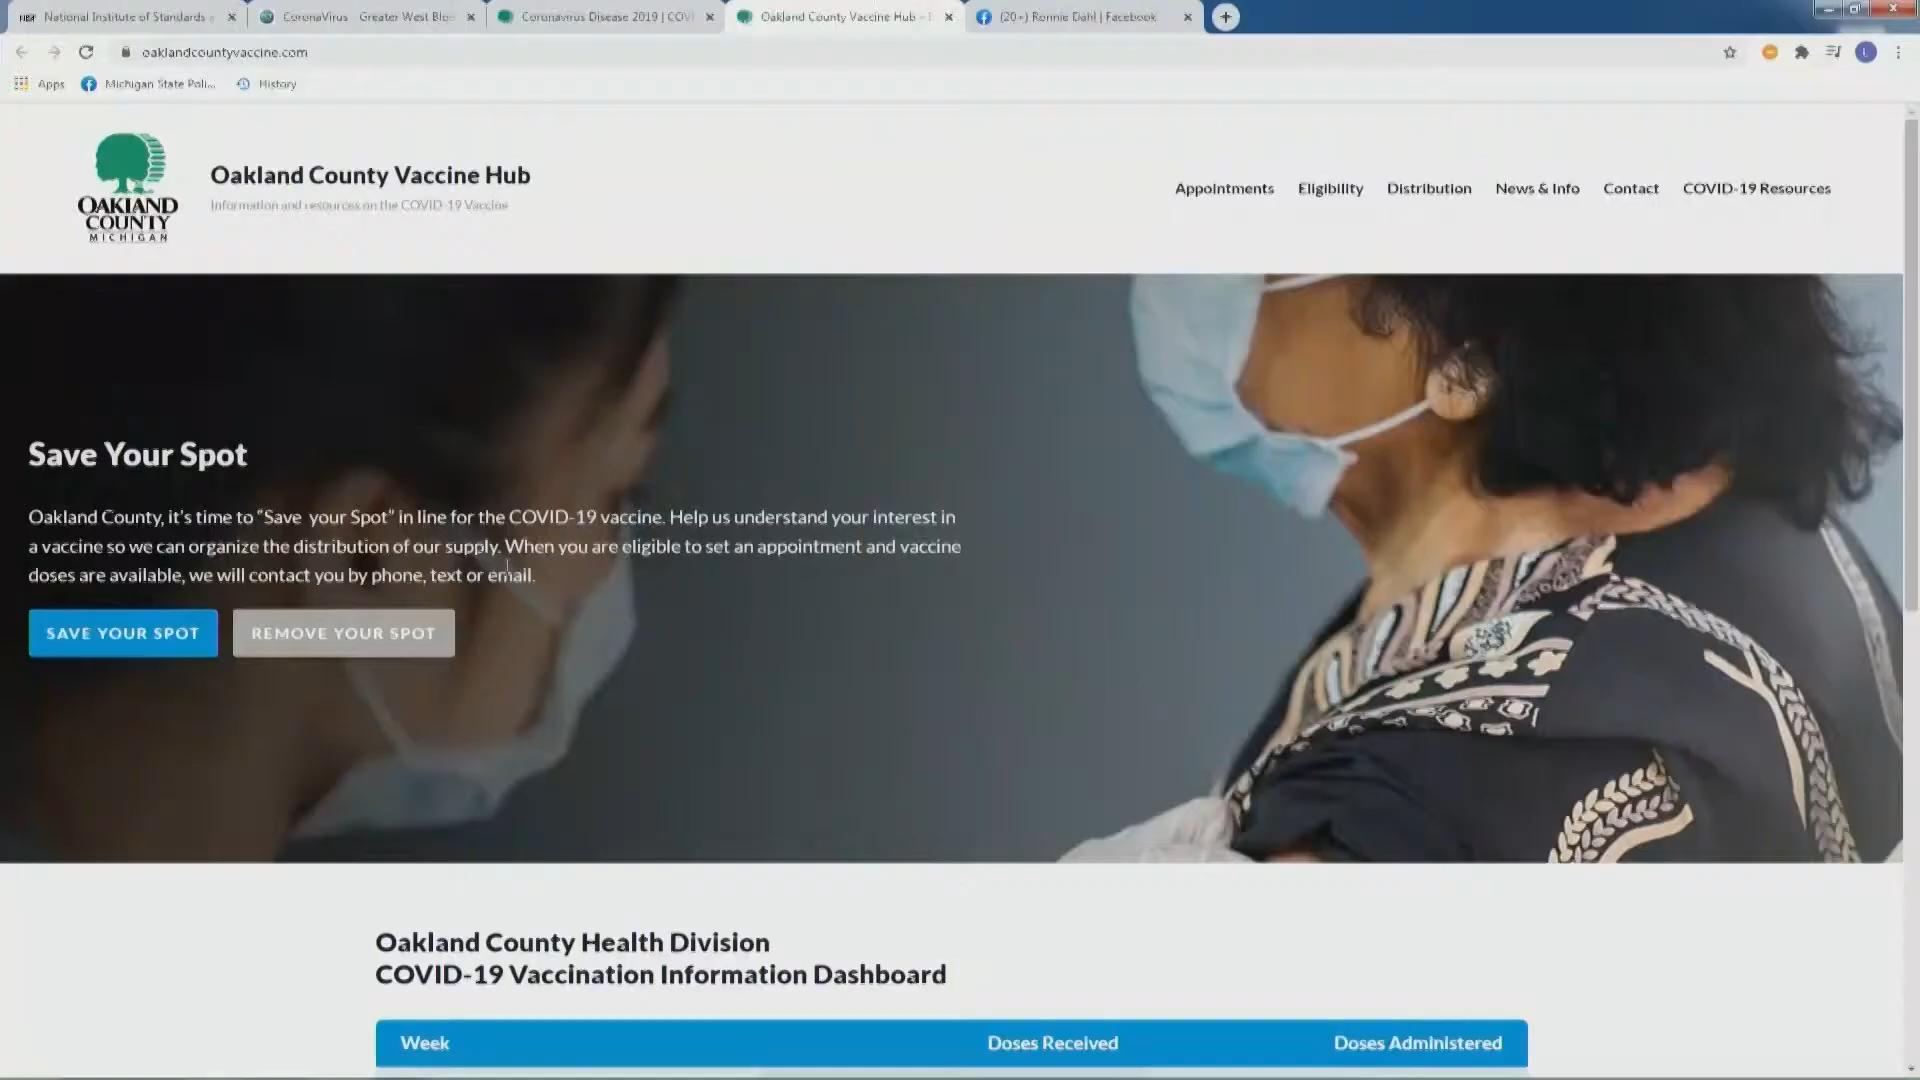 National Institute of Standards
CoronaVirus Greater West Bloo
Coronavirus Disease 2019 | COVI
Oakland County Vaccine Hub
(20+) Ronnie Dahl | Facebook
oaklandcountyvaccine.com
Apps Michigan State Poli... History
OAKLAND
COUNTY
MICHIGAN
Oakland County Vaccine Hub
Information and resources on the COVID-19 Vaccine
Appointments Eligibility Distribution News & Info Contact COVID-19 Resources
Save Your Spot
Oakland County, it's time to “Save your Spot” in line for the COVID-19 vaccine. Help us understand your interest in
a vaccine so we can organize the distribution of our supply. When you are eligible to set an appointment and vaccine
doses are available, we will contact you by phone, text or email.
SAVE YOUR SPOT REMOVE YOUR SPOT
Oakland County Health Division
COVID-19 Vaccination Information Dashboard
Week Doses Received Doses Administered